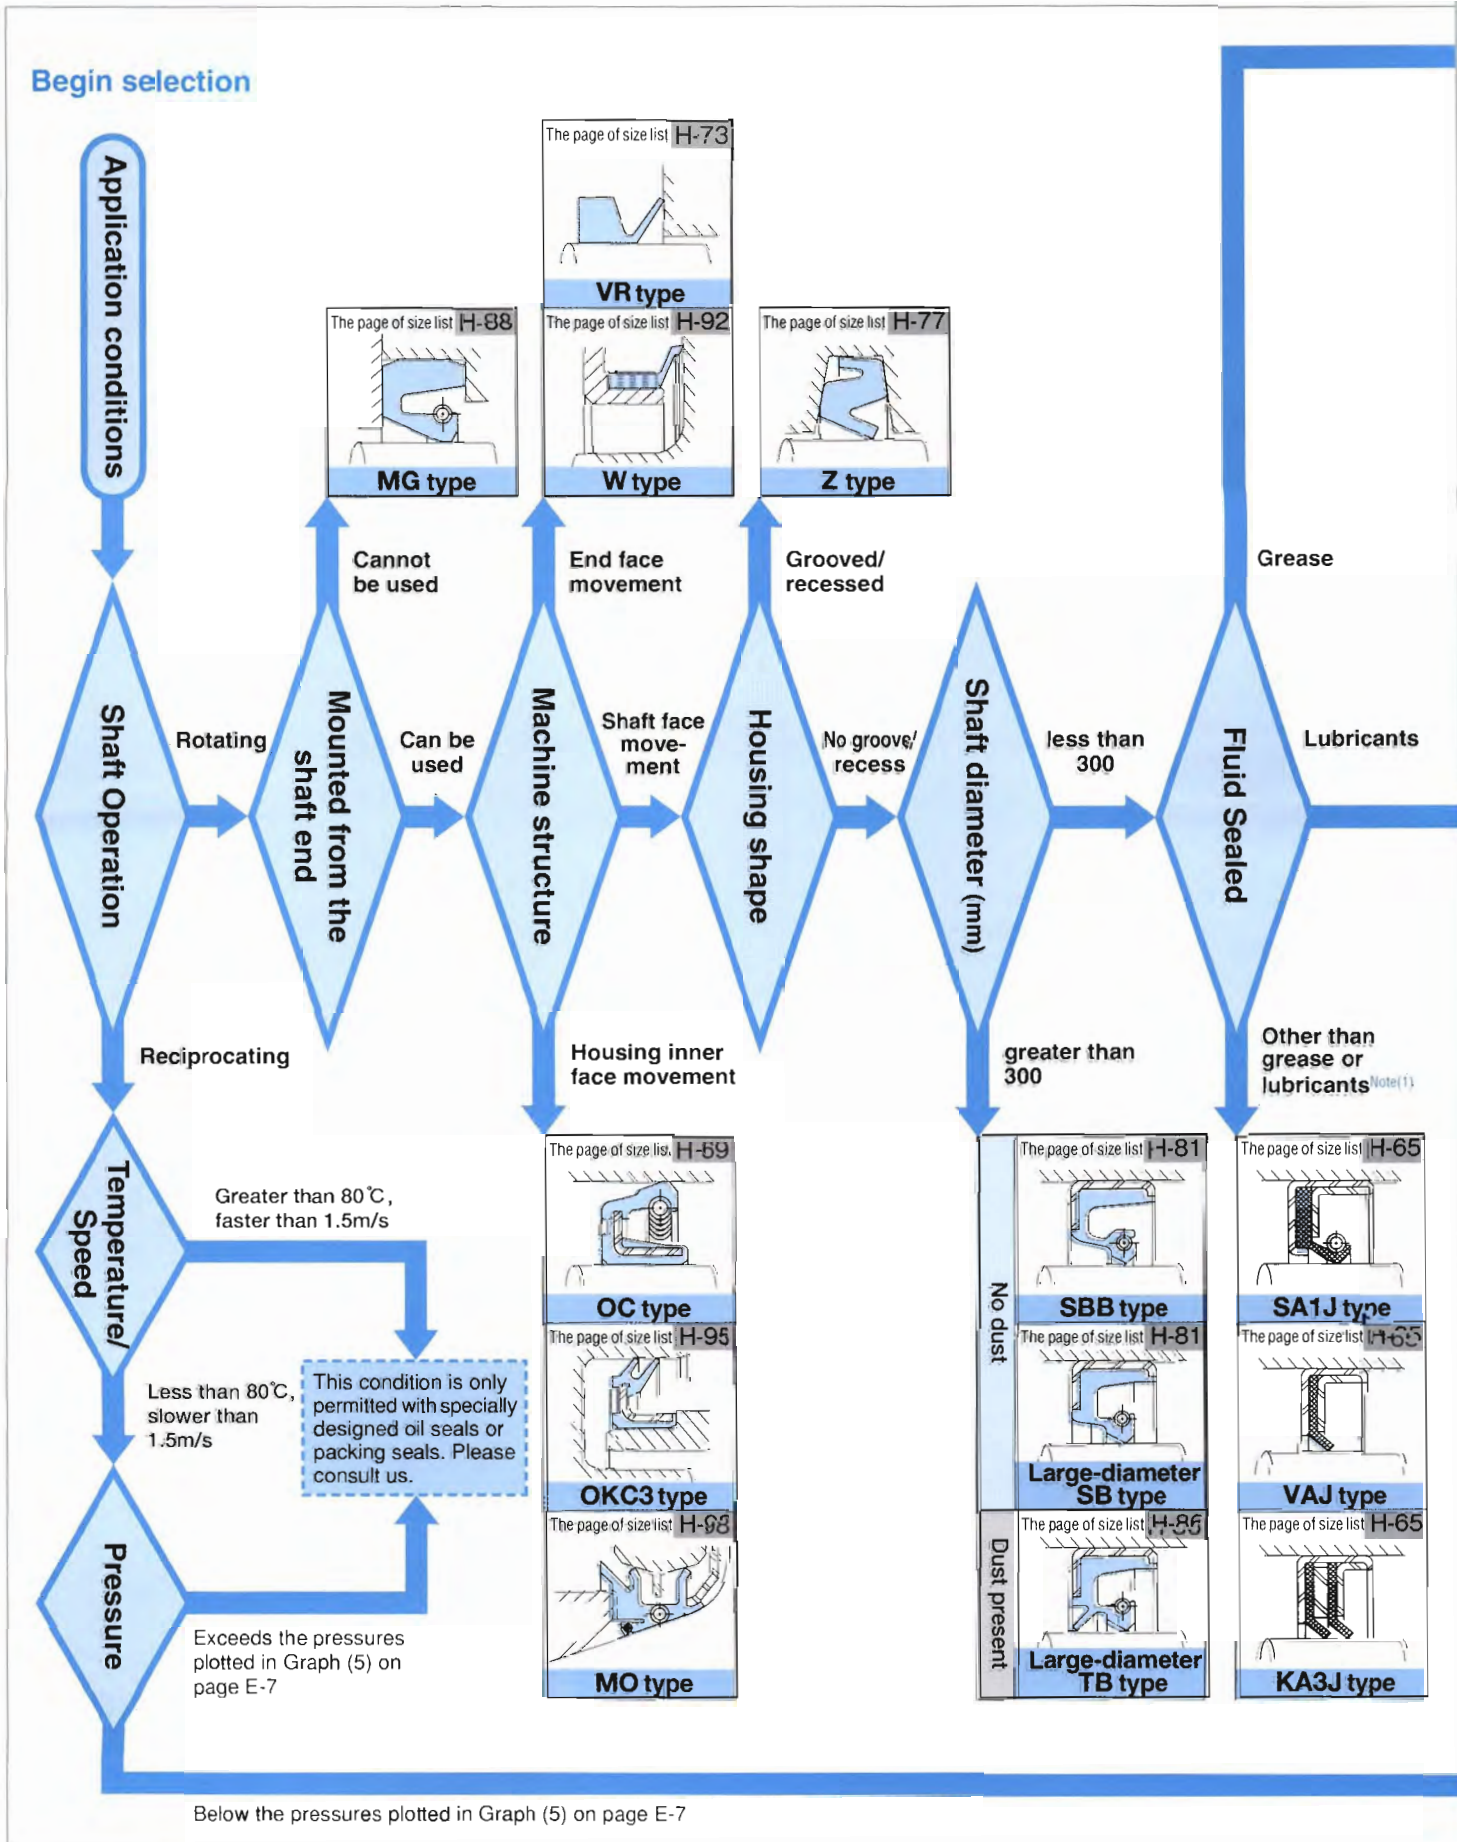 Begin selection
Application conditions
The page of size list H-73
VR type
The page of size list H-88
MG type
The page of size list H-92
W type
The page of size list H-77
Z type
Cannot
be used
End face
movement
Grooved/
recessed
Grease
Shaft Operation
Rotating
Mounted from the
shaft end
Can be
used
Machine structure
Shaft face
move-
ment
Housing shape
No groove/
recess
Shaft diameter (mm)
less than
300
Fluid Sealed
Lubricants
Reciprocating
Housing inner
face movement
greater than
300
Other than
grease or
lubricants Note(1)
Temperature/
Speed
Greater than 80℃,
faster than 1.5m/s
Less than 80℃,
slower than
1.5m/s
This condition is only
permitted with specially
designed oil seals or
packing seals. Please
consult us.
Pressure
Exceeds the pressures
plotted in Graph (5) on
page E-7
The page of size lis. H-69
OC type
The page of size list H-95
OKC3 type
The page of size list H-98
MO type
No dust
The page of size list H-81
SBB type
The page of size list H-81
Large-diameter
SB type
Dust present
The page of size list H-86
Large-diameter
TB type
The page of size list H-65
SA1J type
The page of size list H-65
VAJ type
The page of size list H-65
KA3J type
Below the pressures plotted in Graph (5) on page E-7